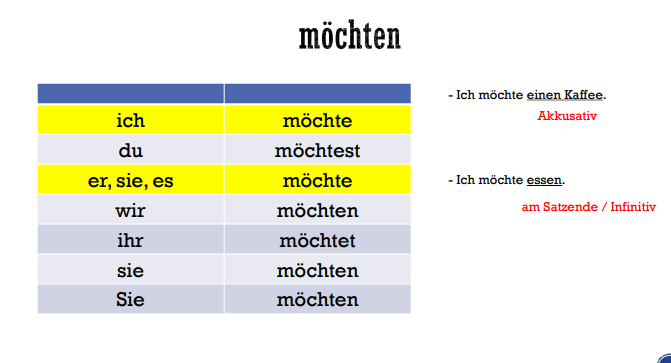 möchten
ich möchte
du möchtest
er, sie, es möchte
wir möchten
ihr möchtet
sie möchten
Sie möchten
- Ich möchte einen Kaffee.
Akkusativ
- Ich möchte essen.
am Satzende / Infinitiv